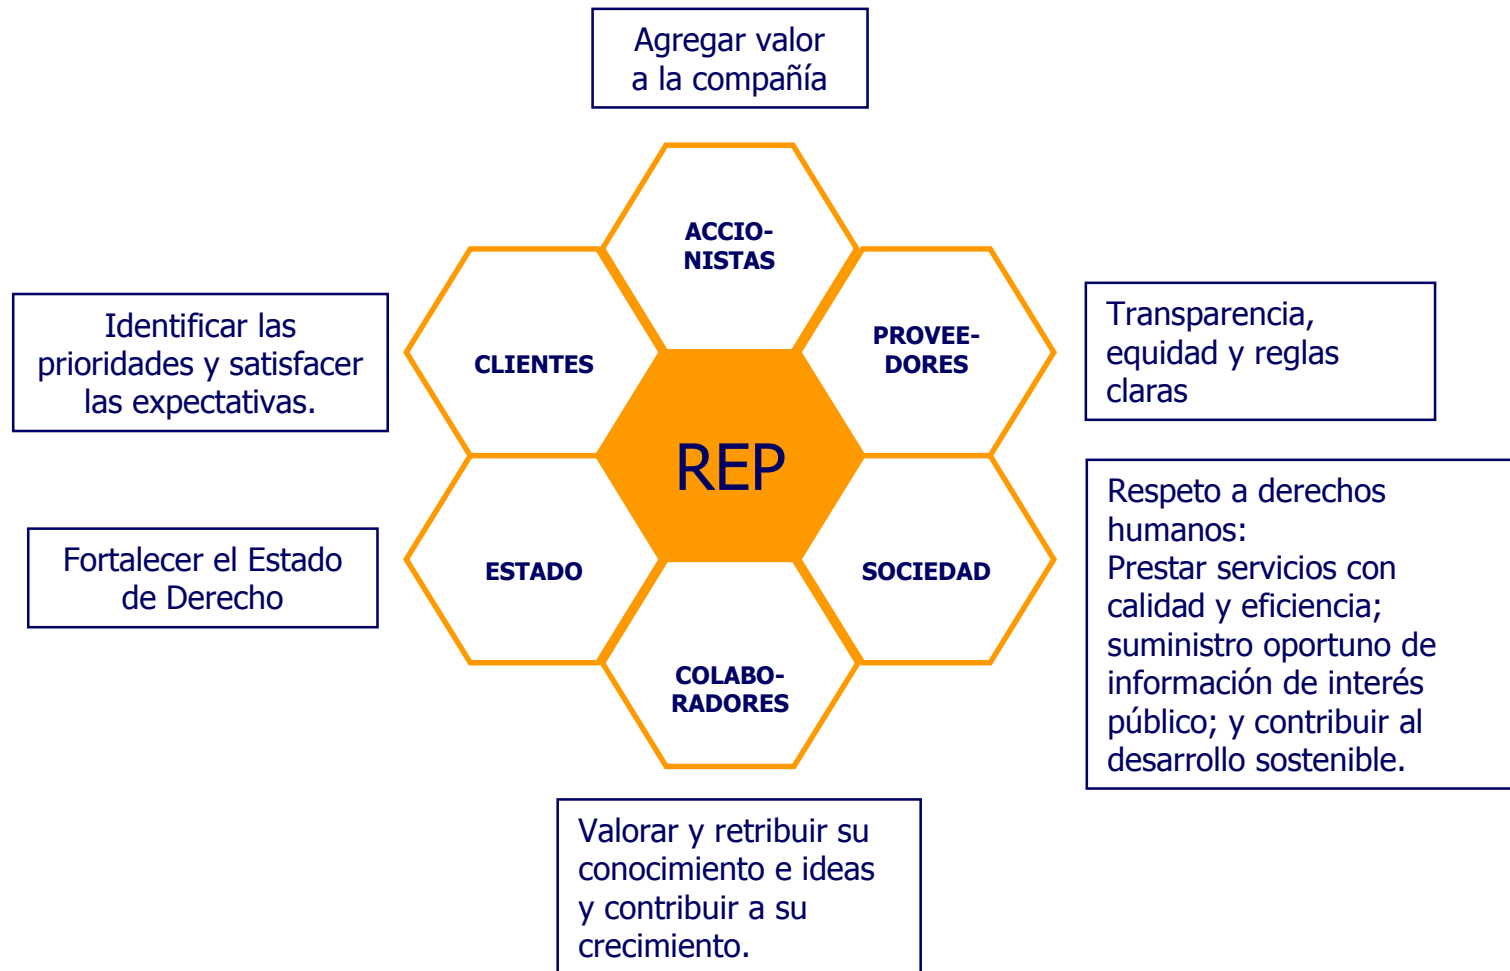 Agregar valor
a la compañía
ACCIO-
NISTAS
CLIENTES
PROVEE-
DORES
REP
ESTADO
SOCIEDAD
COLABO-
RADORES
Identificar las
prioridades y satisfacer
las expectativas.
Transparencia,
equidad y reglas
claras
Fortalecer el Estado
de Derecho
Respeto a derechos
humanos:
Prestar servicios con
calidad y eficiencia;
suministro oportuno de
información de interés
público; y contribuir al
desarrollo sostenible.
Valorar y retribuir su
conocimiento e ideas
y contribuir a su
crecimiento.